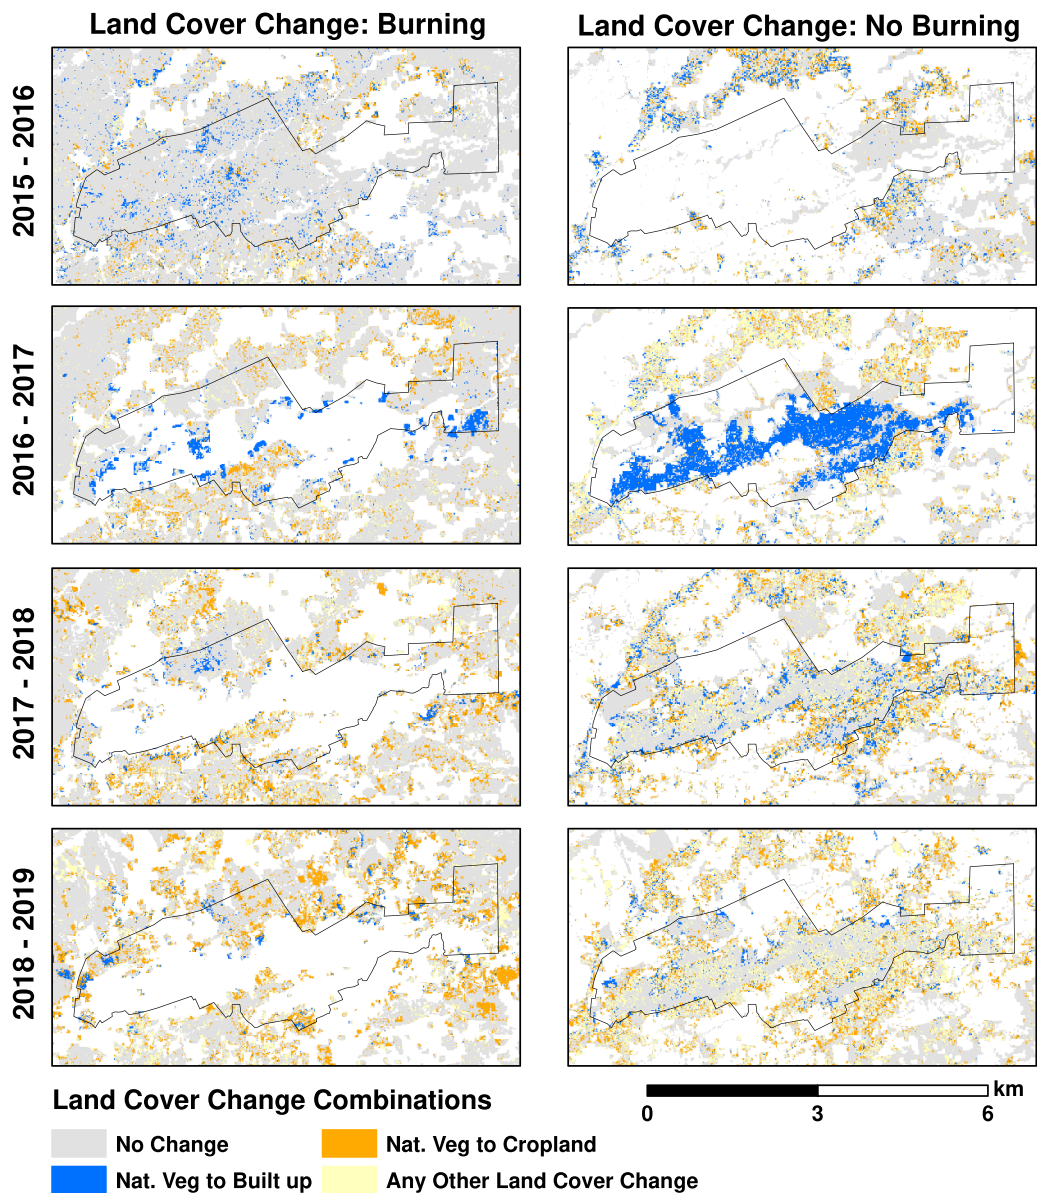 Land Cover Change: Burning
Land Cover Change: No Burning
2015 - 2016
2016 - 2017
2017 - 2018
2018 - 2019
Land Cover Change Combinations
No Change
Nat. Veg to Cropland
Nat. Veg to Built up
Any Other Land Cover Change
km
0 3 6